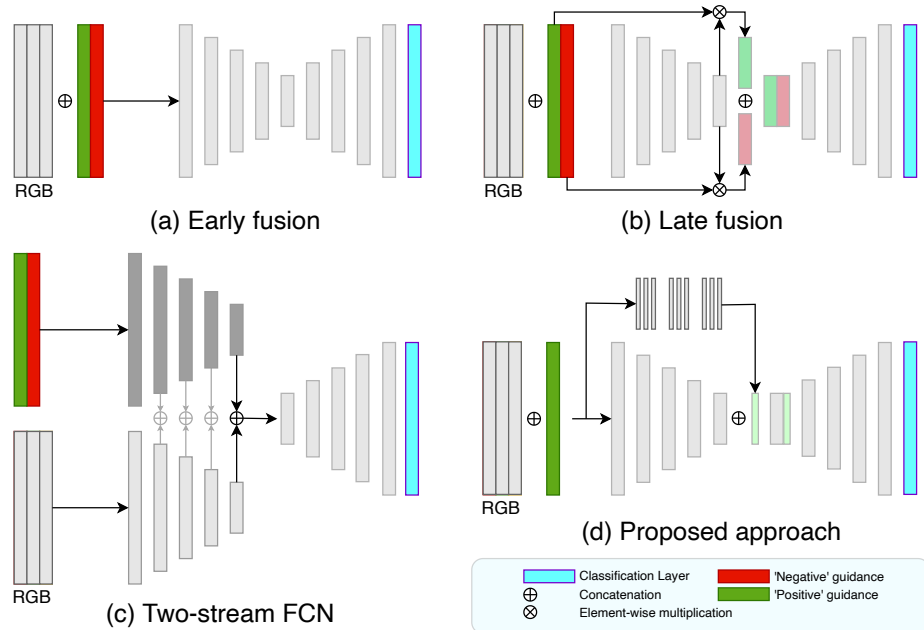 RGB
(a) Early fusion
RGB
(b) Late fusion
RGB
(c) Two-stream FCN
RGB
(d) Proposed approach
Classification Layer
Concatenation
Element-wise multiplication
'Negative' guidance
'Positive' guidance